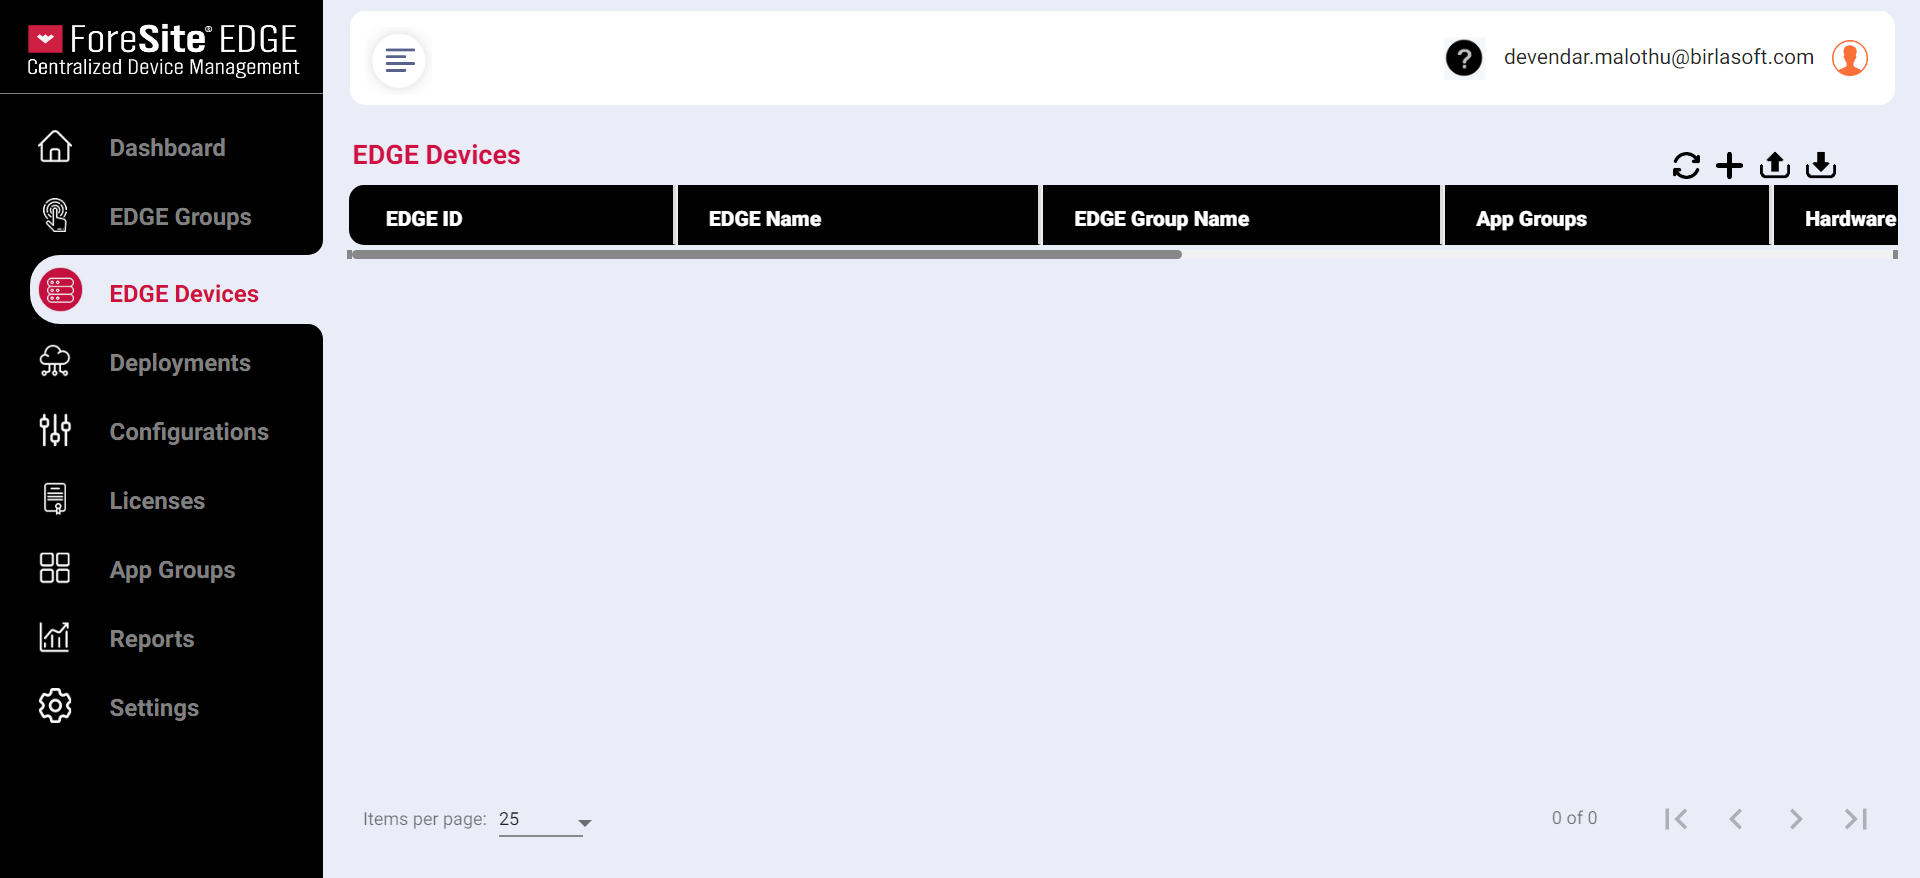 ForeSite® EDGE
Centralized Device Management
Dashboard
EDGE Groups
EDGE Devices
Deployments
Configurations
Licenses
App Groups
Reports
Settings
? devendar.malothu@birlasoft.com
EDGE Devices
EDGE ID EDGE Name EDGE Group Name App Groups Hardware
Items per page: 25 0 of 0